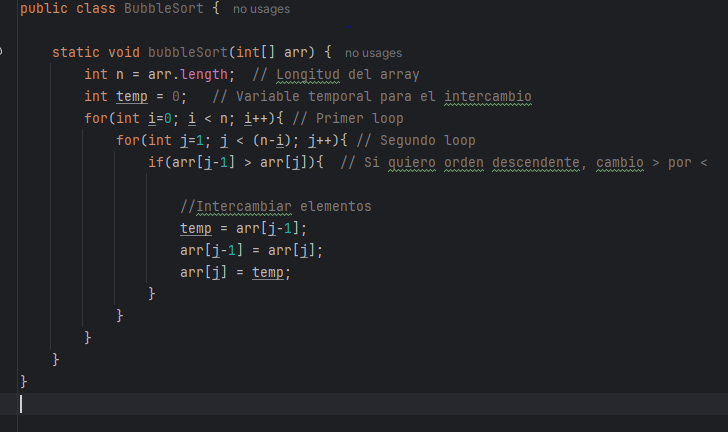 public class BubbleSort { no usages
static void bubbleSort(int[] arr) { no usages
int n = arr.length; // Longitud del array
int temp = 0; // Variable temporal para el intercambio
for(int i=0; i < n; i++){ // Primer loop
for(int j=1; j < (n-i); j++){ // Segundo loop
if(arr[j-1] > arr[j]){ // Si quiero orden descendente, cambio > por <
//Intercambiar elementos
temp = arr[j-1];
arr[j-1] = arr[j];
arr[j] = temp;
}
}
}
}
}